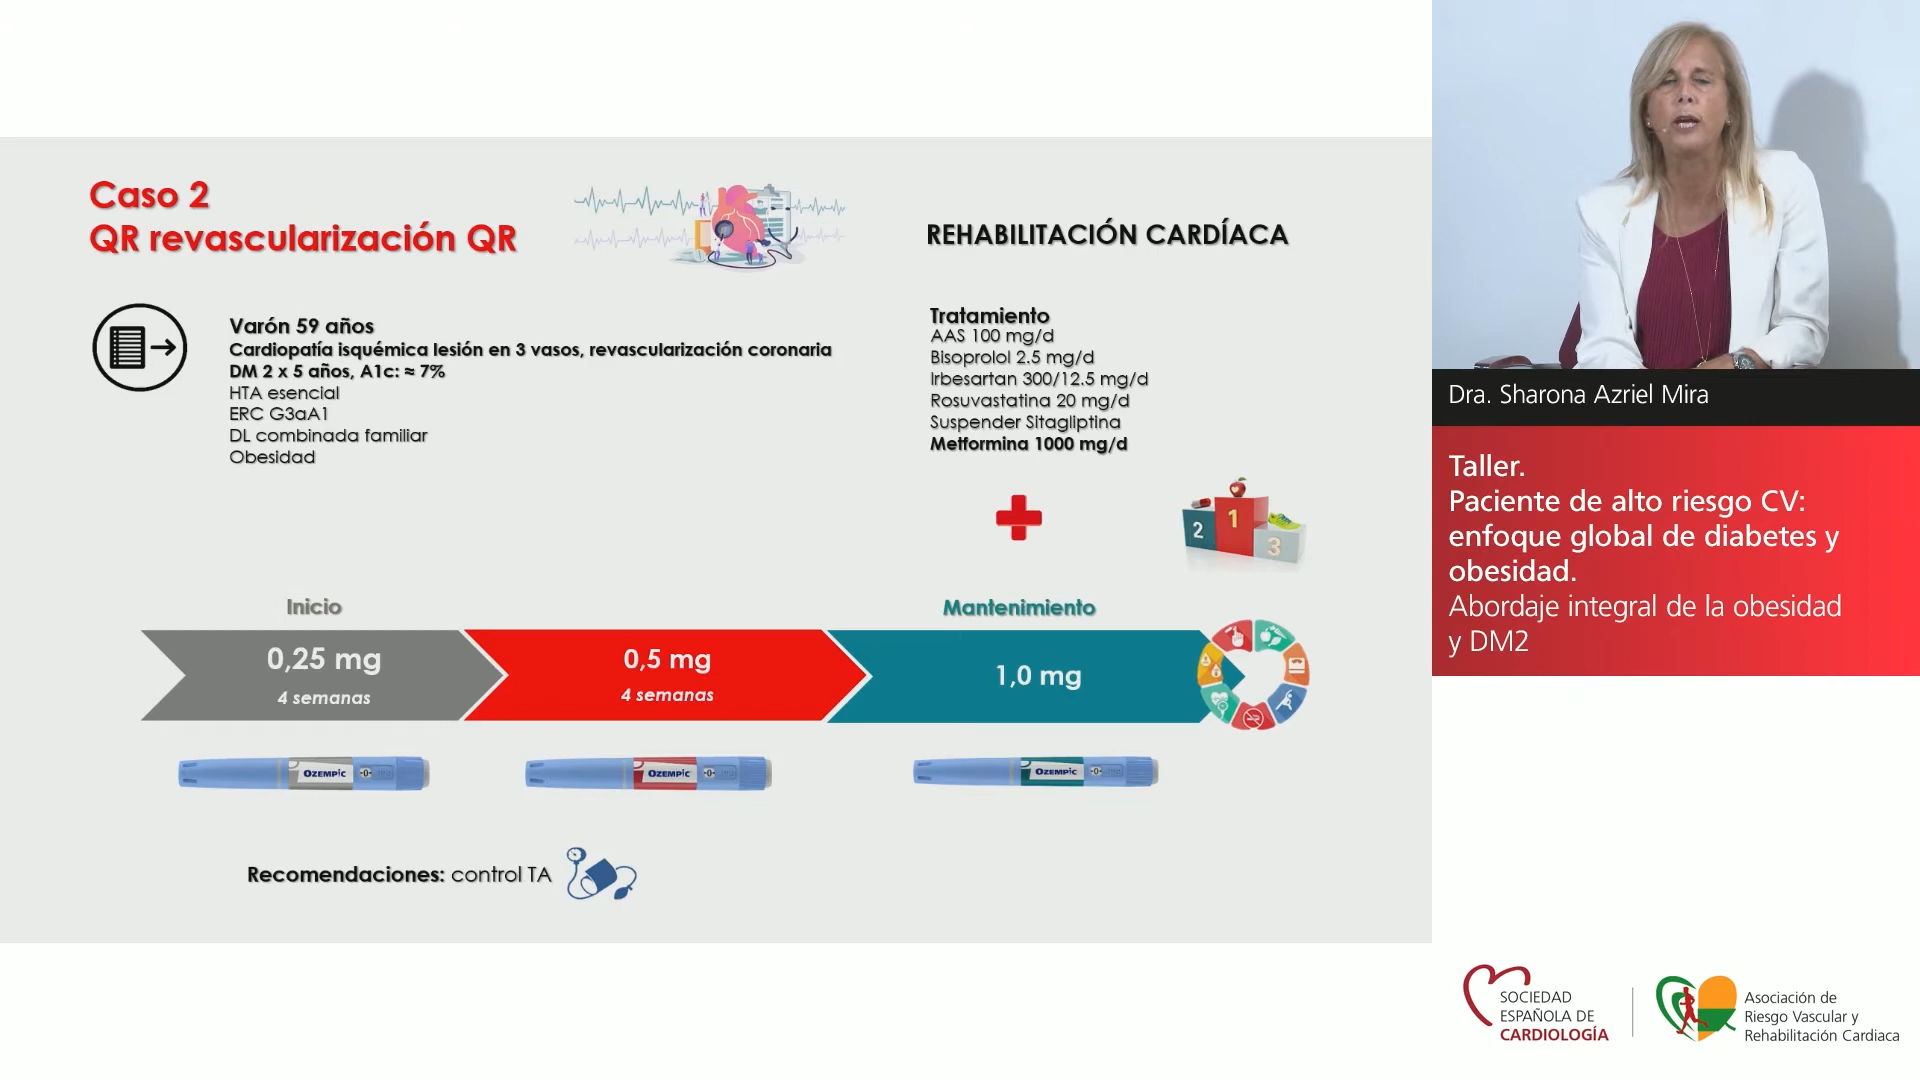 Caso 2
QR revascularización QR
REHABILITACIÓN CARDÍACA
Varón 59 años
Cardiopatía isquémica lesión en 3 vasos, revascularización coronaria
DM 2 x 5 años, A1c: ≈ 7%
HTA esencial
ERC G3aA1
DL combinada familiar
Obesidad
Tratamiento
AAS 100 mg/d
Bisoprolol 2.5 mg/d
Irbesartan 300/12.5 mg/d
Rosuvastatina 20 mg/d
Suspender Sitagliptina
Metformina 1000 mg/d
2 1 3
Inicio
Mantenimiento
0,25 mg
4 semanas
0,5 mg
4 semanas
1,0 mg
OZEMPIC
OZEMPIC
OZEMPIC
Recomendaciones: control TA
Dra. Sharona Azriel Mira
Taller.
Paciente de alto riesgo CV:
enfoque global de diabetes y
obesidad.
Abordaje integral de la obesidad
y DM2
SOCIEDAD
ESPAÑOLA DE
CARDIOLOGÍA
Asociación de
Riesgo Vascular y
Rehabilitación Cardiaca